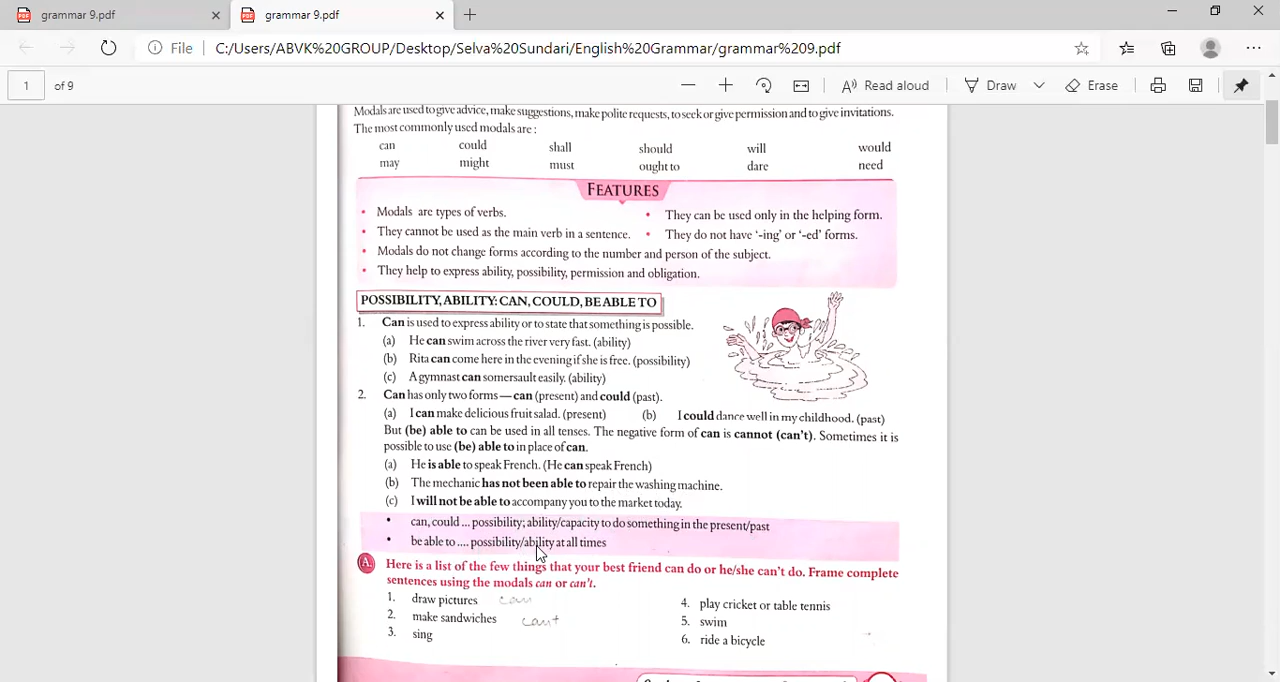 grammar 9.pdf
grammar 9.pdf
File
C:/Users/ABVK%20GROUP/Desktop/Selva%20Sundari/English%20Grammar/grammar%209.pdf
1 of 9
Read aloud
Draw
Erase
Modals are used to give advice, make suggestions, make polite requests, to seek or give permission and to give invitations.
The most commonly used modals are :
can could shall should will would
may might must ought to dare need
FEATURES
• Modals are types of verbs.
• They can be used only in the helping form.
• They cannot be used as the main verb in a sentence.
• They do not have '-ing' or '-ed' forms.
• Modals do not change forms according to the number and person of the subject.
• They help to express ability, possibility, permission and obligation.
POSSIBILITY, ABILITY: CAN, COULD, BE ABLE TO
1. Can is used to express ability or to state that something is possible.
(a) He can swim across the river very fast. (ability)
(b) Rita can come here in the evening if she is free. (possibility)
(c) A gymnast can somersault easily. (ability)
2. Can has only two forms—can (present) and could (past).
(a) I can make delicious fruit salad. (present) (b) I could dance well in my childhood. (past)
But (be) able to can be used in all tenses. The negative form of can is cannot (can't). Sometimes it is
possible to use (be) able to in place of can.
(a) He is able to speak French. (He can speak French)
(b) The mechanic has not been able to repair the washing machine.
(c) I will not be able to accompany you to the market today.
• can, could ... possibility; ability/capacity to do something in the present/past
• be able to .... possibility/ability at all times
A. Here is a list of the few things that your best friend can do or he/she can't do. Frame complete
sentences using the modals can or can't.
1. draw pictures can
2. make sandwiches can't
3. sing
4. play cricket or table tennis
5. swim
6. ride a bicycle